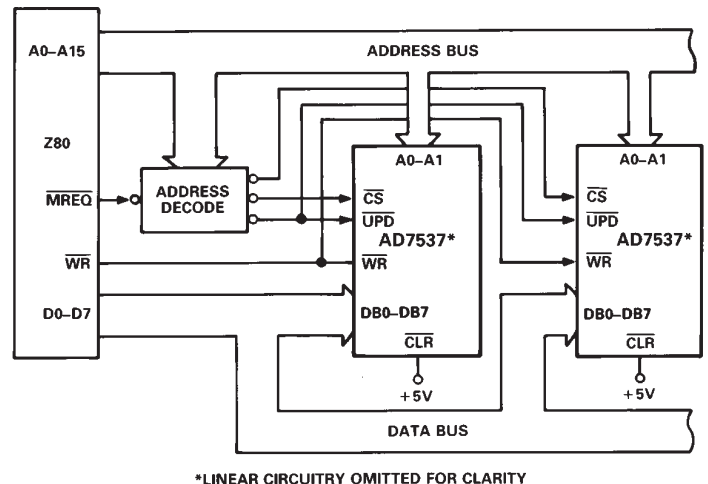 A0–A15
ADDRESS BUS
Z80
A0–A1
A0–A1
MREQ
ADDRESS
DECODE
CS
UPD
AD7537*
WR
CS
UPD
AD7537*
WR
WR
D0–D7
DB0–DB7
DB0–DB7
CLR
CLR
+5V
+5V
DATA BUS
*LINEAR CIRCUITRY OMITTED FOR CLARITY